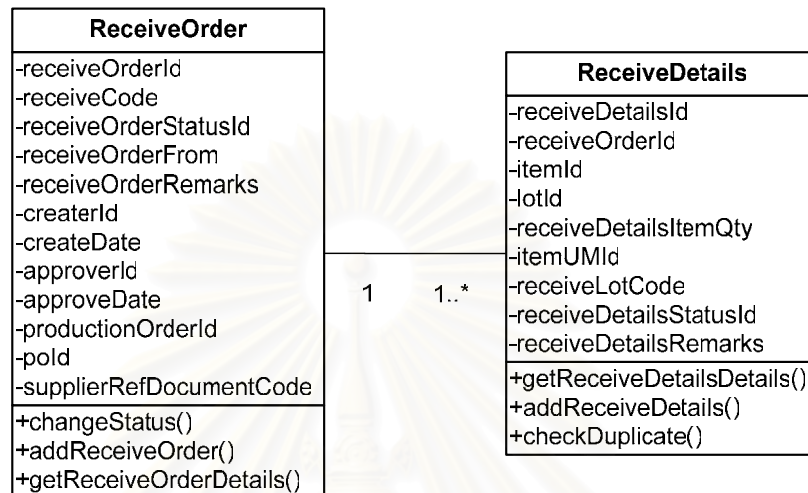 ReceiveOrder
-receiveOrderId
-receiveCode
-receiveOrderStatusId
-receiveOrderFrom
-receiveOrderRemarks
-createrId
-createDate
-approverId
-approveDate
-productionOrderId
-poId
-supplierRefDocumentCode
+changeStatus()
+addReceiveOrder()
+getReceiveOrderDetails()
1
1..*
ReceiveDetails
-receiveDetailsId
-receiveOrderId
-itemId
-lotId
-receiveDetailsItemQty
-itemUMId
-receiveLotCode
-receiveDetailsStatusId
-receiveDetailsRemarks
+getReceiveDetailsDetails()
+addReceiveDetails()
+checkDuplicate()